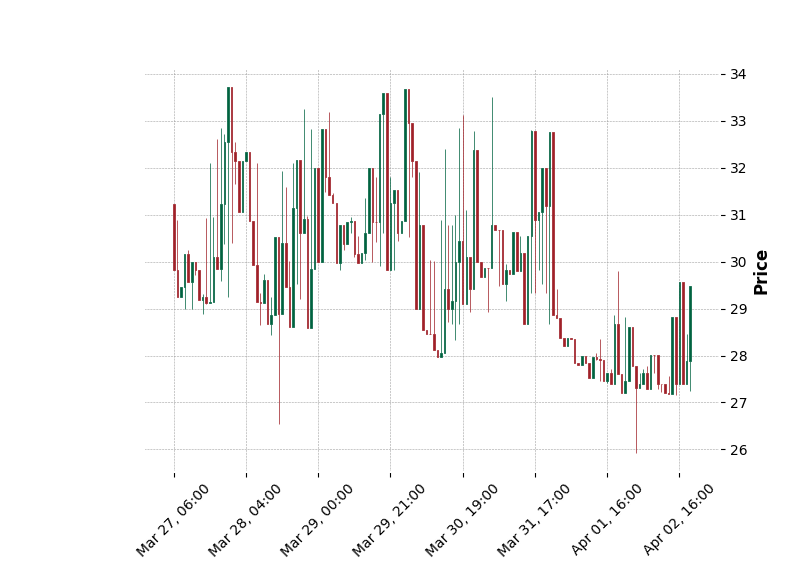 34
33
32
31
30
29
28
27
26
Price
Mar 27, 06:00
Mar 28, 04:00
Mar 29, 00:00
Mar 29, 21:00
Mar 30, 19:00
Mar 31, 17:00
Apr 01, 16:00
Apr 02, 16:00